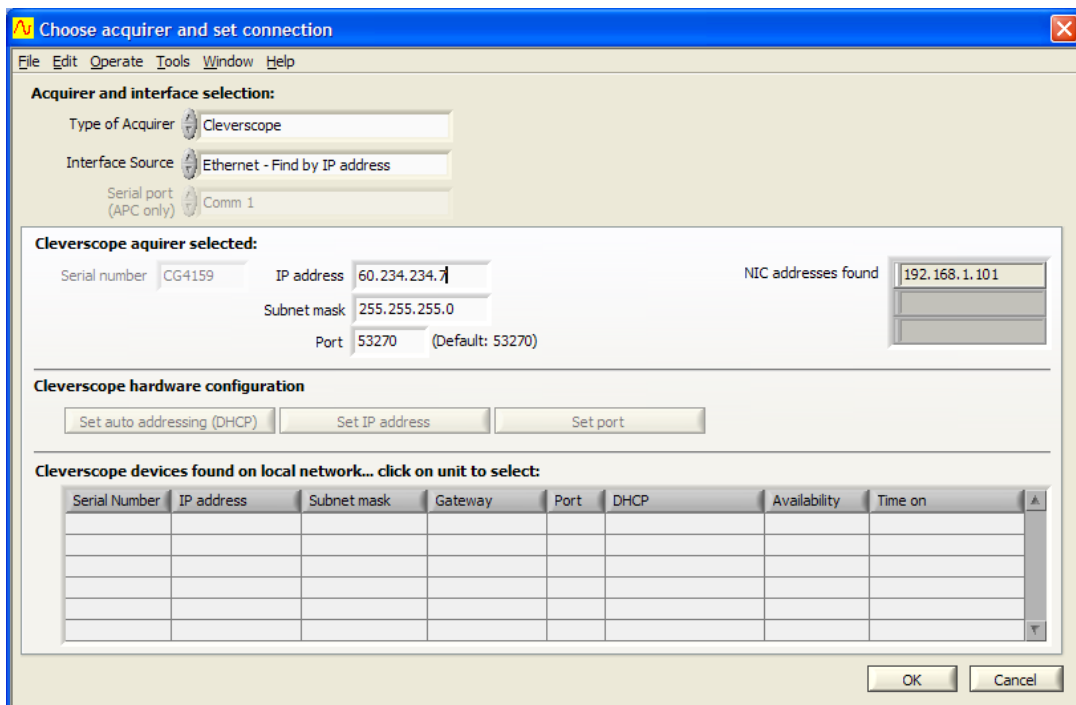 Choose acquirer and set connection
File Edit Operate Tools Window Help
Acquirer and interface selection:
Type of Acquirer Cleverscope
Interface Source Ethernet - Find by IP address
Serial port
(APC only) Comm 1
Cleverscope aquirer selected:
Serial number CG4159 IP address 60.234.234.7 NIC addresses found 192.168.1.101
Subnet mask 255.255.255.0
Port 53270 (Default: 53270)
Cleverscope hardware configuration
Set auto addressing (DHCP) Set IP address Set port
Cleverscope devices found on local network... click on unit to select:
Serial Number IP address Subnet mask Gateway Port DHCP Availability Time on
OK Cancel